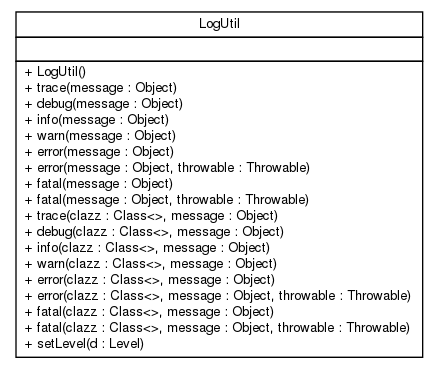 LogUtil
+ LogUtil()
+ trace(message : Object)
+ debug(message : Object)
+ info(message : Object)
+ warn(message : Object)
+ error(message : Object)
+ error(message : Object, throwable : Throwable)
+ fatal(message : Object)
+ fatal(message : Object, throwable : Throwable)
+ trace(clazz : Class<>, message : Object)
+ debug(clazz : Class<>, message : Object)
+ info(clazz : Class<>, message : Object)
+ warn(clazz : Class<>, message : Object)
+ error(clazz : Class<>, message : Object)
+ error(clazz : Class<>, message : Object, throwable : Throwable)
+ fatal(clazz : Class<>, message : Object)
+ fatal(clazz : Class<>, message : Object, throwable : Throwable)
+ setLevel(d : Level)